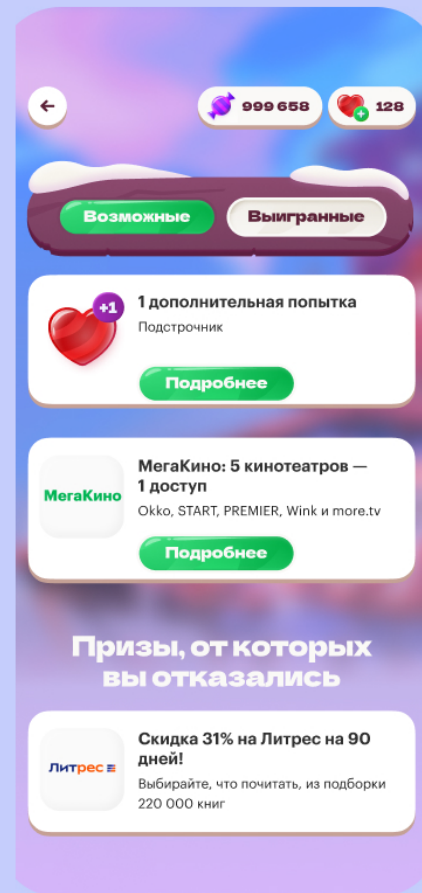 999 658
128
Возможные
Выигранные
+1
1 дополнительная попытка
Подстрочник
Подробнее
МегаКино
МегаКино: 5 кинотеатров —
1 доступ
Okko, START, PREMIER, Wink и more.tv
Подробнее
Призы, от которых
вы отказались
Литрес
Скидка 31% на Литрес на 90
дней!
Выбирайте, что почитать, из подборки
220 000 книг